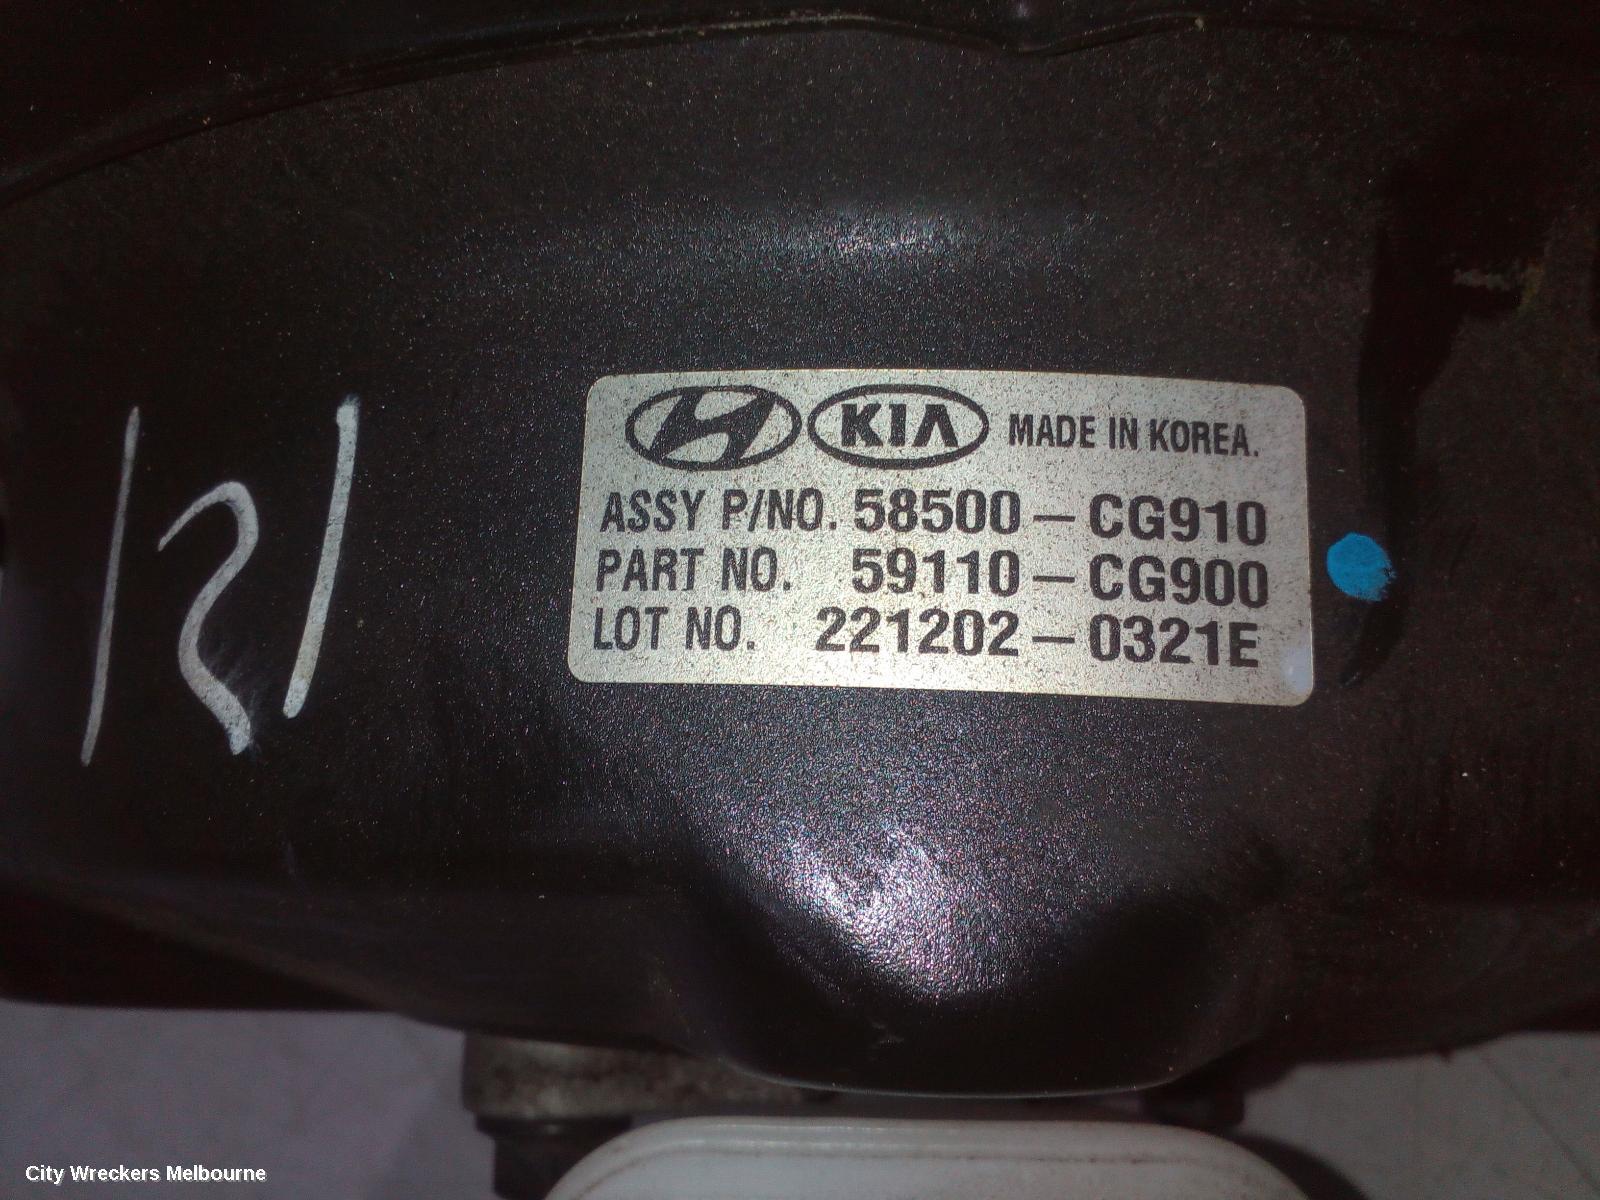 KIA MADE IN KOREA.
ASSY P/NO. 58500-CG910
PART NO. 59110-CG900
LOT NO. 221202-0321E
121
City Wreckers Melbourne